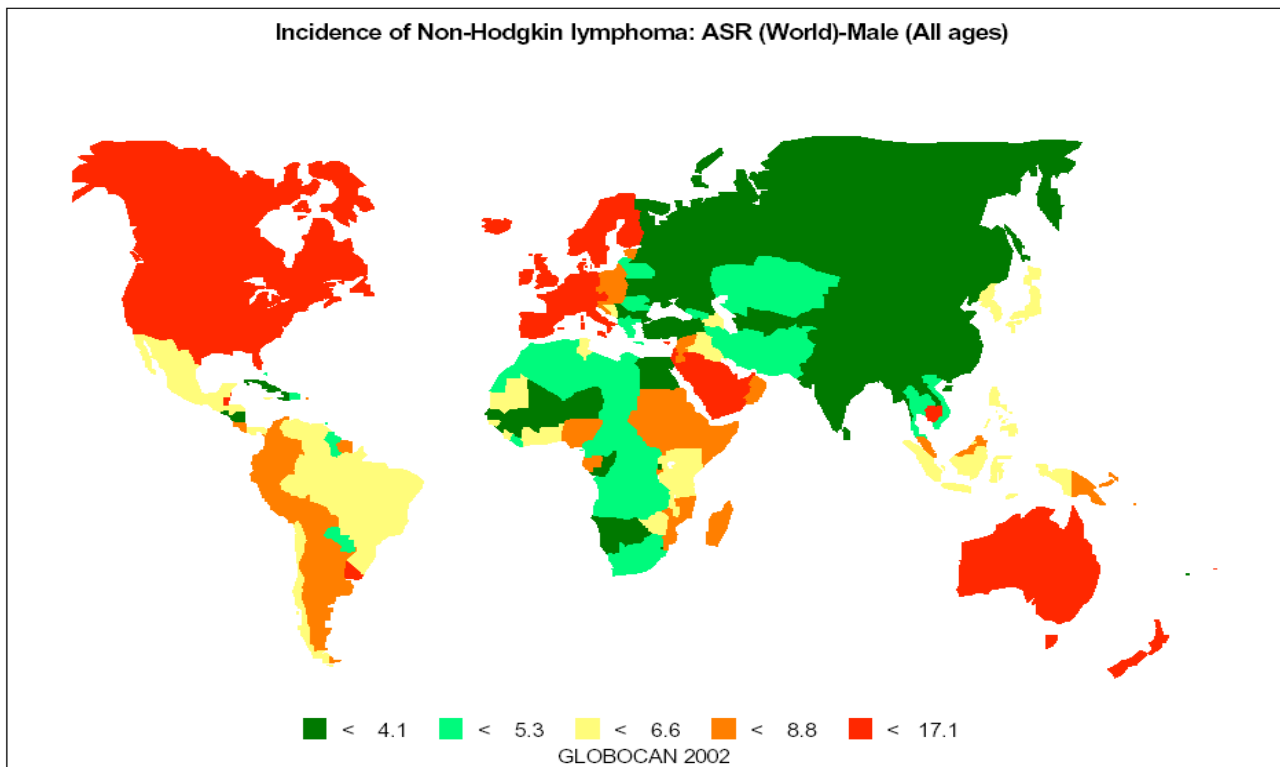 Incidence of Non-Hodgkin lymphoma: ASR (World)-Male (All ages)
< 4.1 < 5.3 < 6.6 < 8.8 < 17.1
GLOBOCAN 2002